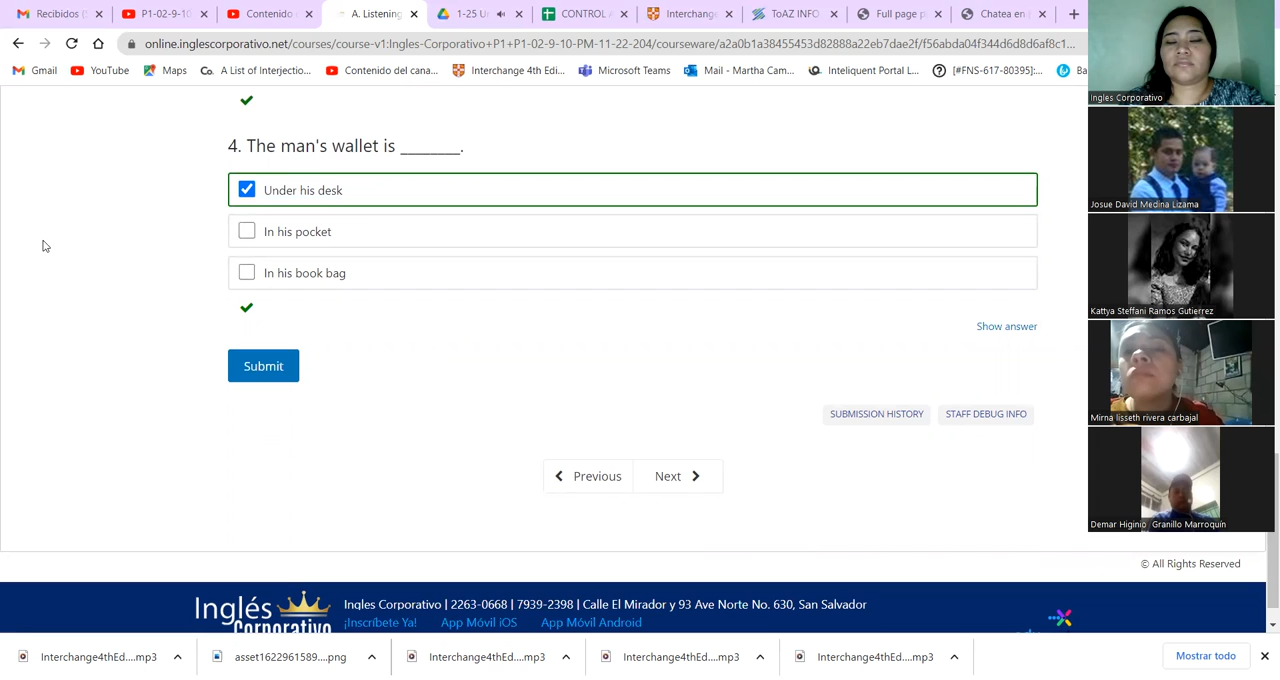 Recibidos (
P1-02-9-10
Contenido
A. Listening
1-25 Un
CONTROL A
Interchange
ToAZ INFO
Full page p
Chatea en
online.inglescorporativo.net/courses/course-v1:Ingles-Corporativo+P1+P1-02-9-10-PM-11-22-204/courseware/a2a0b1a38455453d82888a22eb7dae2f/f56abda04f344d6d8d6af8c1...
Gmail
YouTube
Maps
A List of Interjectio...
Contenido del cana...
Interchange 4th Edi...
Microsoft Teams
Mail - Martha Cam...
Inteliquent Portal L...
[#FNS-617-80395]:...
Ba
Ingles Corporativo
4. The man's wallet is ________.
Under his desk
In his pocket
In his book bag
Show answer
Submit
SUBMISSION HISTORY
STAFF DEBUG INFO
Previous
Next
Josue David Medina Lizama
Kattya Steffani Ramos Gutierrez
Mirna lisseth rivera carbajal
Demar Higinio Granillo Marroquin
© All Rights Reserved
Inglés
Corporativo
Ingles Corporativo | 2263-0668 | 7939-2398 | Calle El Mirador y 93 Ave Norte No. 630, San Salvador
¡Inscríbete Ya! App Móvil iOS App Móvil Android
Interchange4thEd....mp3
asset1622961589....png
Interchange4thEd....mp3
Interchange4thEd....mp3
Interchange4thEd....mp3
Mostrar todo